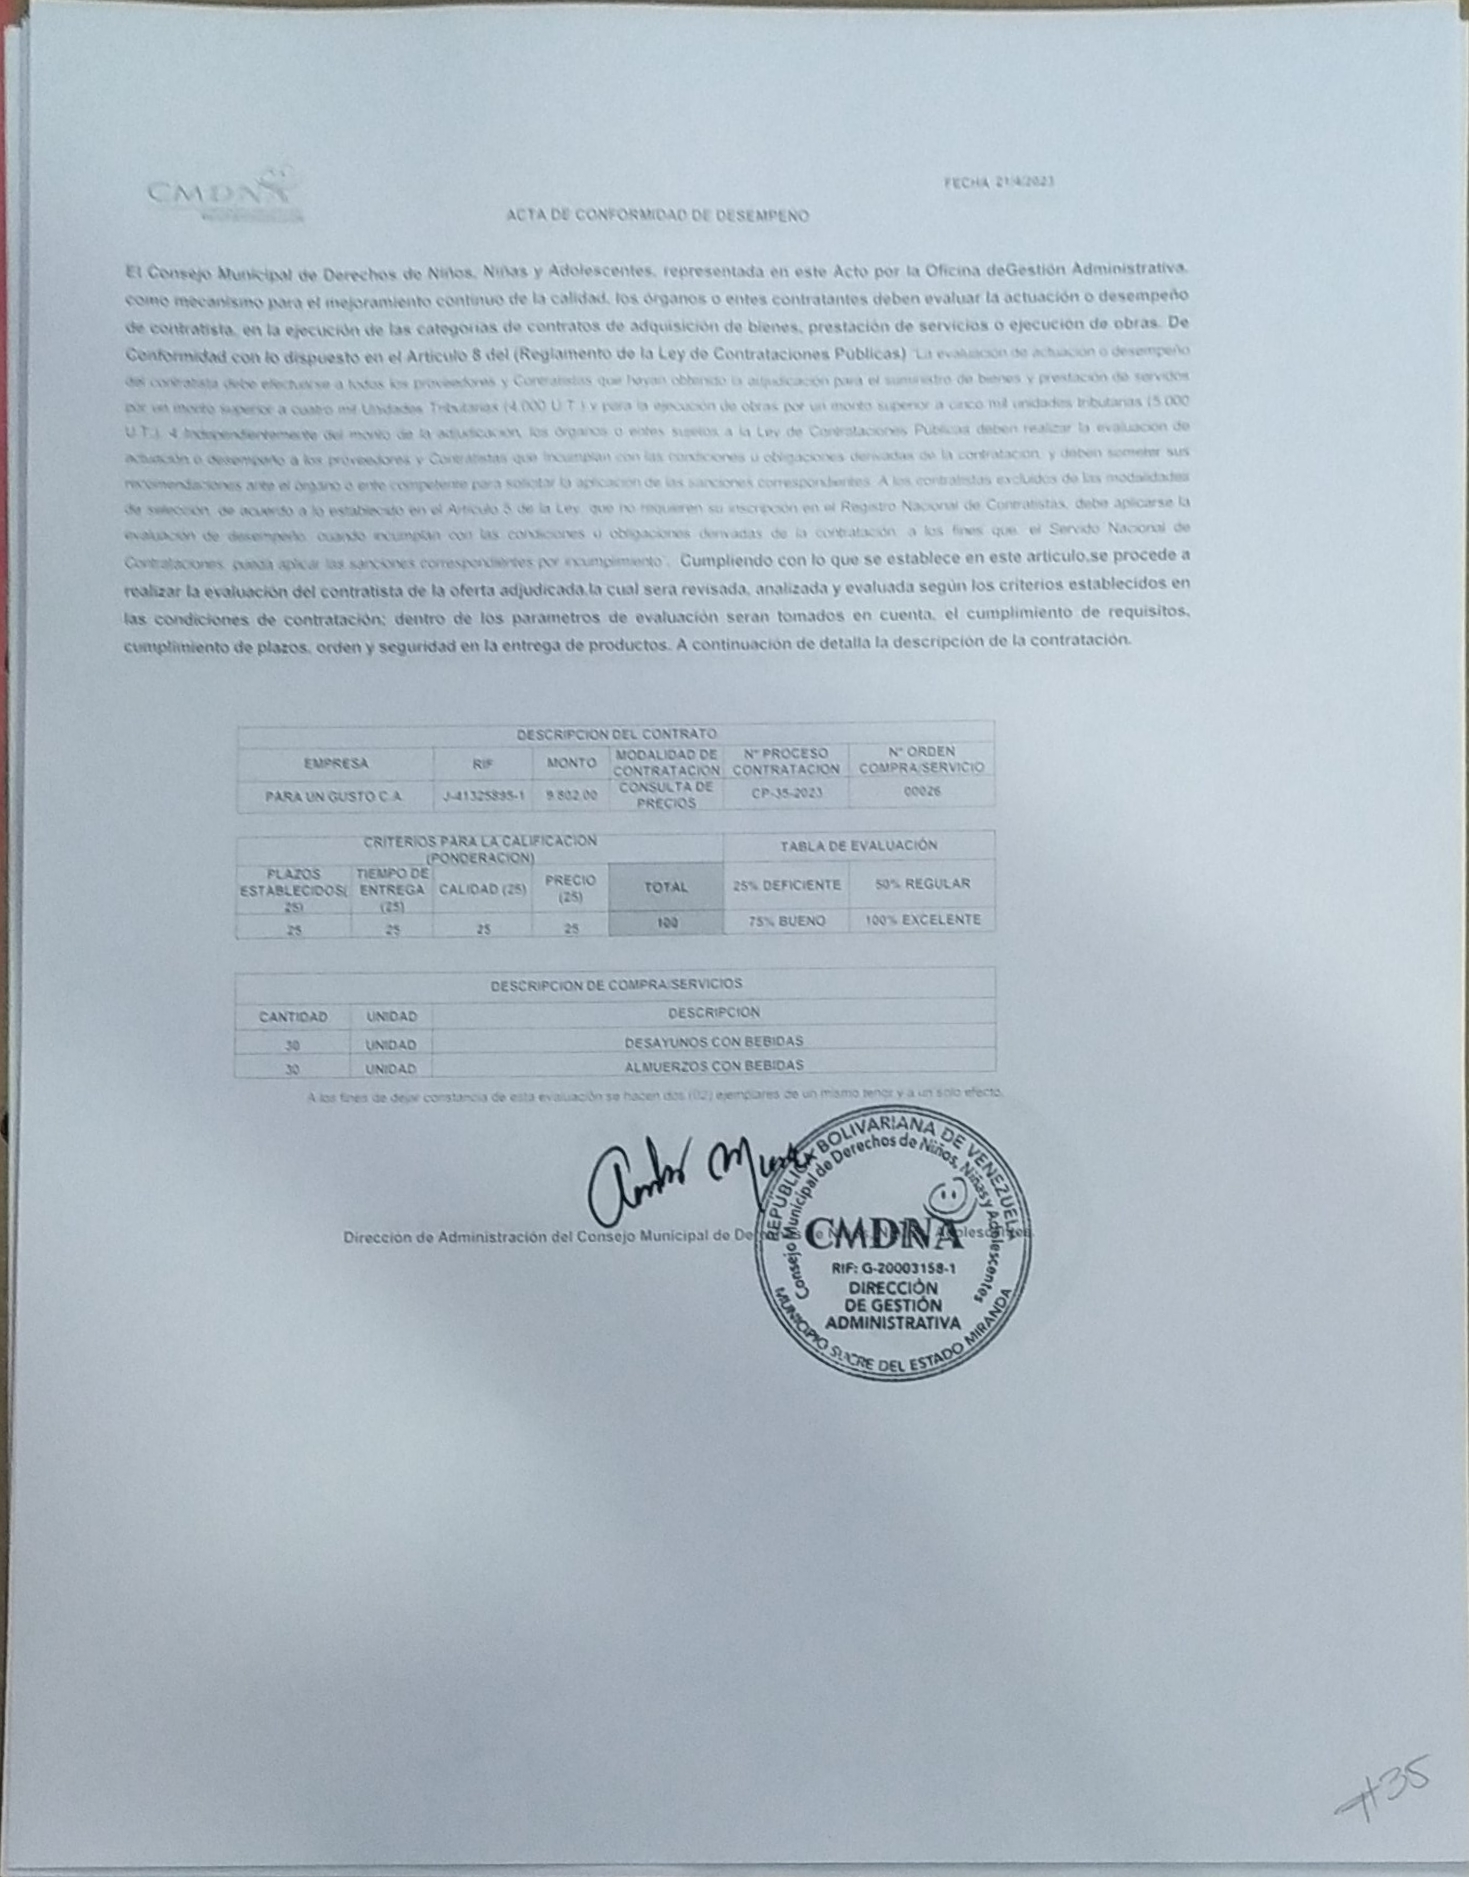 CMDN
FECHA 21/4/2023
ACTA DE CONFORMIDAD DE DESEMPEÑO
El Consejo Municipal de Derechos de Niños, Niñas y Adolescentes, representada en este Acto por la Oficina deGestión Administrativa,
como mecanismo para el mejoramiento continuo de la calidad, los órganos o entes contratantes deben evaluar la actuación o desempeño
de contratista, en la ejecución de las categorias de contratos de adquisición de bienes, prestación de servicios o ejecución de obras. De
Conformidad con lo dispuesto en el Articulo 8 del (Reglamento de la Ley de Contrataciones Públicas) "La evaluación de actuación o desempeño
del contratista debe efectuarse a todos los proveedores y Contratistas que hayan obtenido la adjudicación para el suministro de bienes y prestación de servicios
por un monto superior a cuatro mil Unidades Tributarias (4.000 U.T.) y para la ejecución de obras por un monto superior a cinco mil unidades tributarias (5.000
U.T.). 4 Independientemente del monto de la adjudicación, los órganos o entes sujetos a la Ley de Contrataciones Públicas deben realizar la evaluación de
actuación o desempeño a los proveedores y Contratistas que incumplan con las condiciones u obligaciones derivadas de la contratación, y deben someter sus
recomendaciones ante el órgano o ente competente para solicitar la aplicación de las sanciones correspondientes. A los contratistas excluidos de las modalidades
de selección, de acuerdo a lo establecido en el Articulo 5 de la Ley, que no requieren su inscripción en el Registro Nacional de Contratistas, debe aplicarse la
evaluación de desempeño, cuando incumplan con las condiciones u obligaciones derivadas de la contratación, a los fines que, el Servicio Nacional de
Contrataciones, pueda aplicar las sanciones correspondientes por incumplimiento". Cumpliendo con lo que se establece en este articulo,se procede a
realizar la evaluación del contratista de la oferta adjudicada,la cual sera revisada, analizada y evaluada según los criterios establecidos en
las condiciones de contratación; dentro de los parametros de evaluación seran tomados en cuenta, el cumplimiento de requisitos,
cumplimiento de plazos, orden y seguridad en la entrega de productos. A continuación de detalla la descripción de la contratación.
DESCRIPCION DEL CONTRATO
EMPRESA RIF MONTO MODALIDAD DE CONTRATACION N° PROCESO CONTRATACION N° ORDEN COMPRA/SERVICIO
PARA UN GUSTO C.A. J-41325895-1 9.802,00 CONSULTA DE PRECIOS CP-35-2023 00026
CRITERIOS PARA LA CALIFICACION (PONDERACION) TABLA DE EVALUACIÓN
PLAZOS ESTABLECIDOS( 25) TIEMPO DE ENTREGA (25) CALIDAD (25) PRECIO (25) TOTAL 25% DEFICIENTE 50% REGULAR
25 25 25 25 100 75% BUENO 100% EXCELENTE
DESCRIPCION DE COMPRA/SERVICIOS
CANTIDAD UNIDAD DESCRIPCION
30 UNIDAD DESAYUNOS CON BEBIDAS
30 UNIDAD ALMUERZOS CON BEBIDAS
A los fines de dejar constancia de esta evaluación se hacen dos (02) ejemplares de un mismo tenor y a un solo efecto.
Dirección de Administración del Consejo Municipal de De
REPÚBLICA BOLIVARIANA DE VENEZUELA
Consejo Municipal de Derechos de Niños, Niñas y Adolescentes
CMDNA
RIF: G-20003158-1
DIRECCIÓN
DE GESTIÓN
ADMINISTRATIVA
MUNICIPIO SUCRE DEL ESTADO MIRANDA
#35